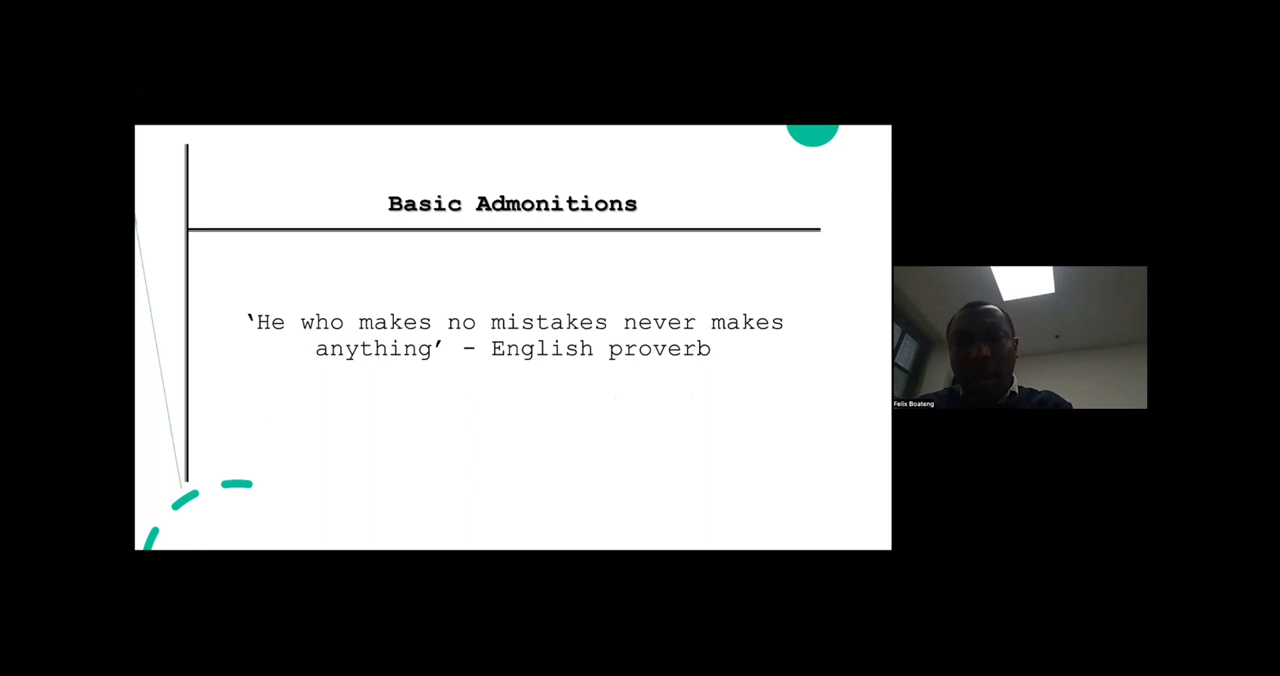 Basic Admonitions
‘He who makes no mistakes never makes
anything’ – English proverb
Felix Boateng